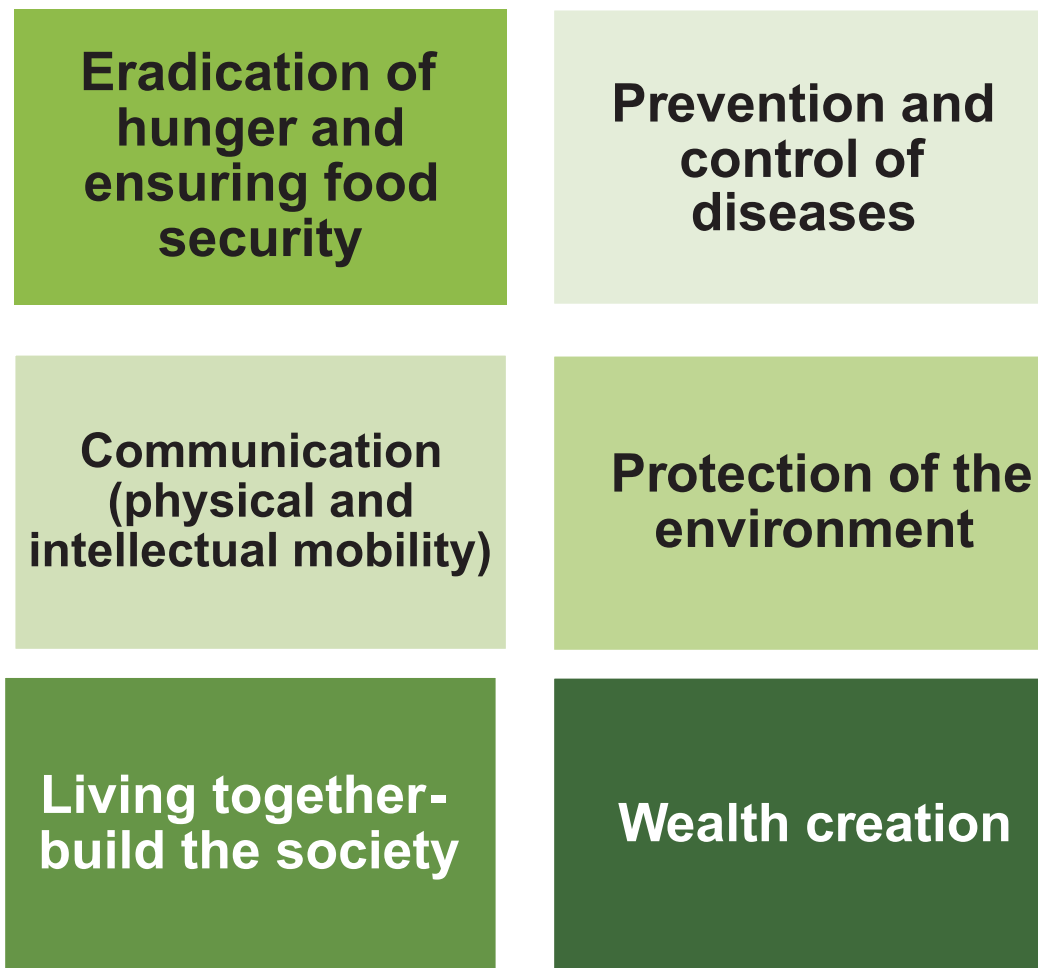 Eradication of
hunger and
ensuring food
security
Prevention and
control of
diseases
Communication
(physical and
intellectual mobility)
Protection of the
environment
Living together-
build the society
Wealth creation